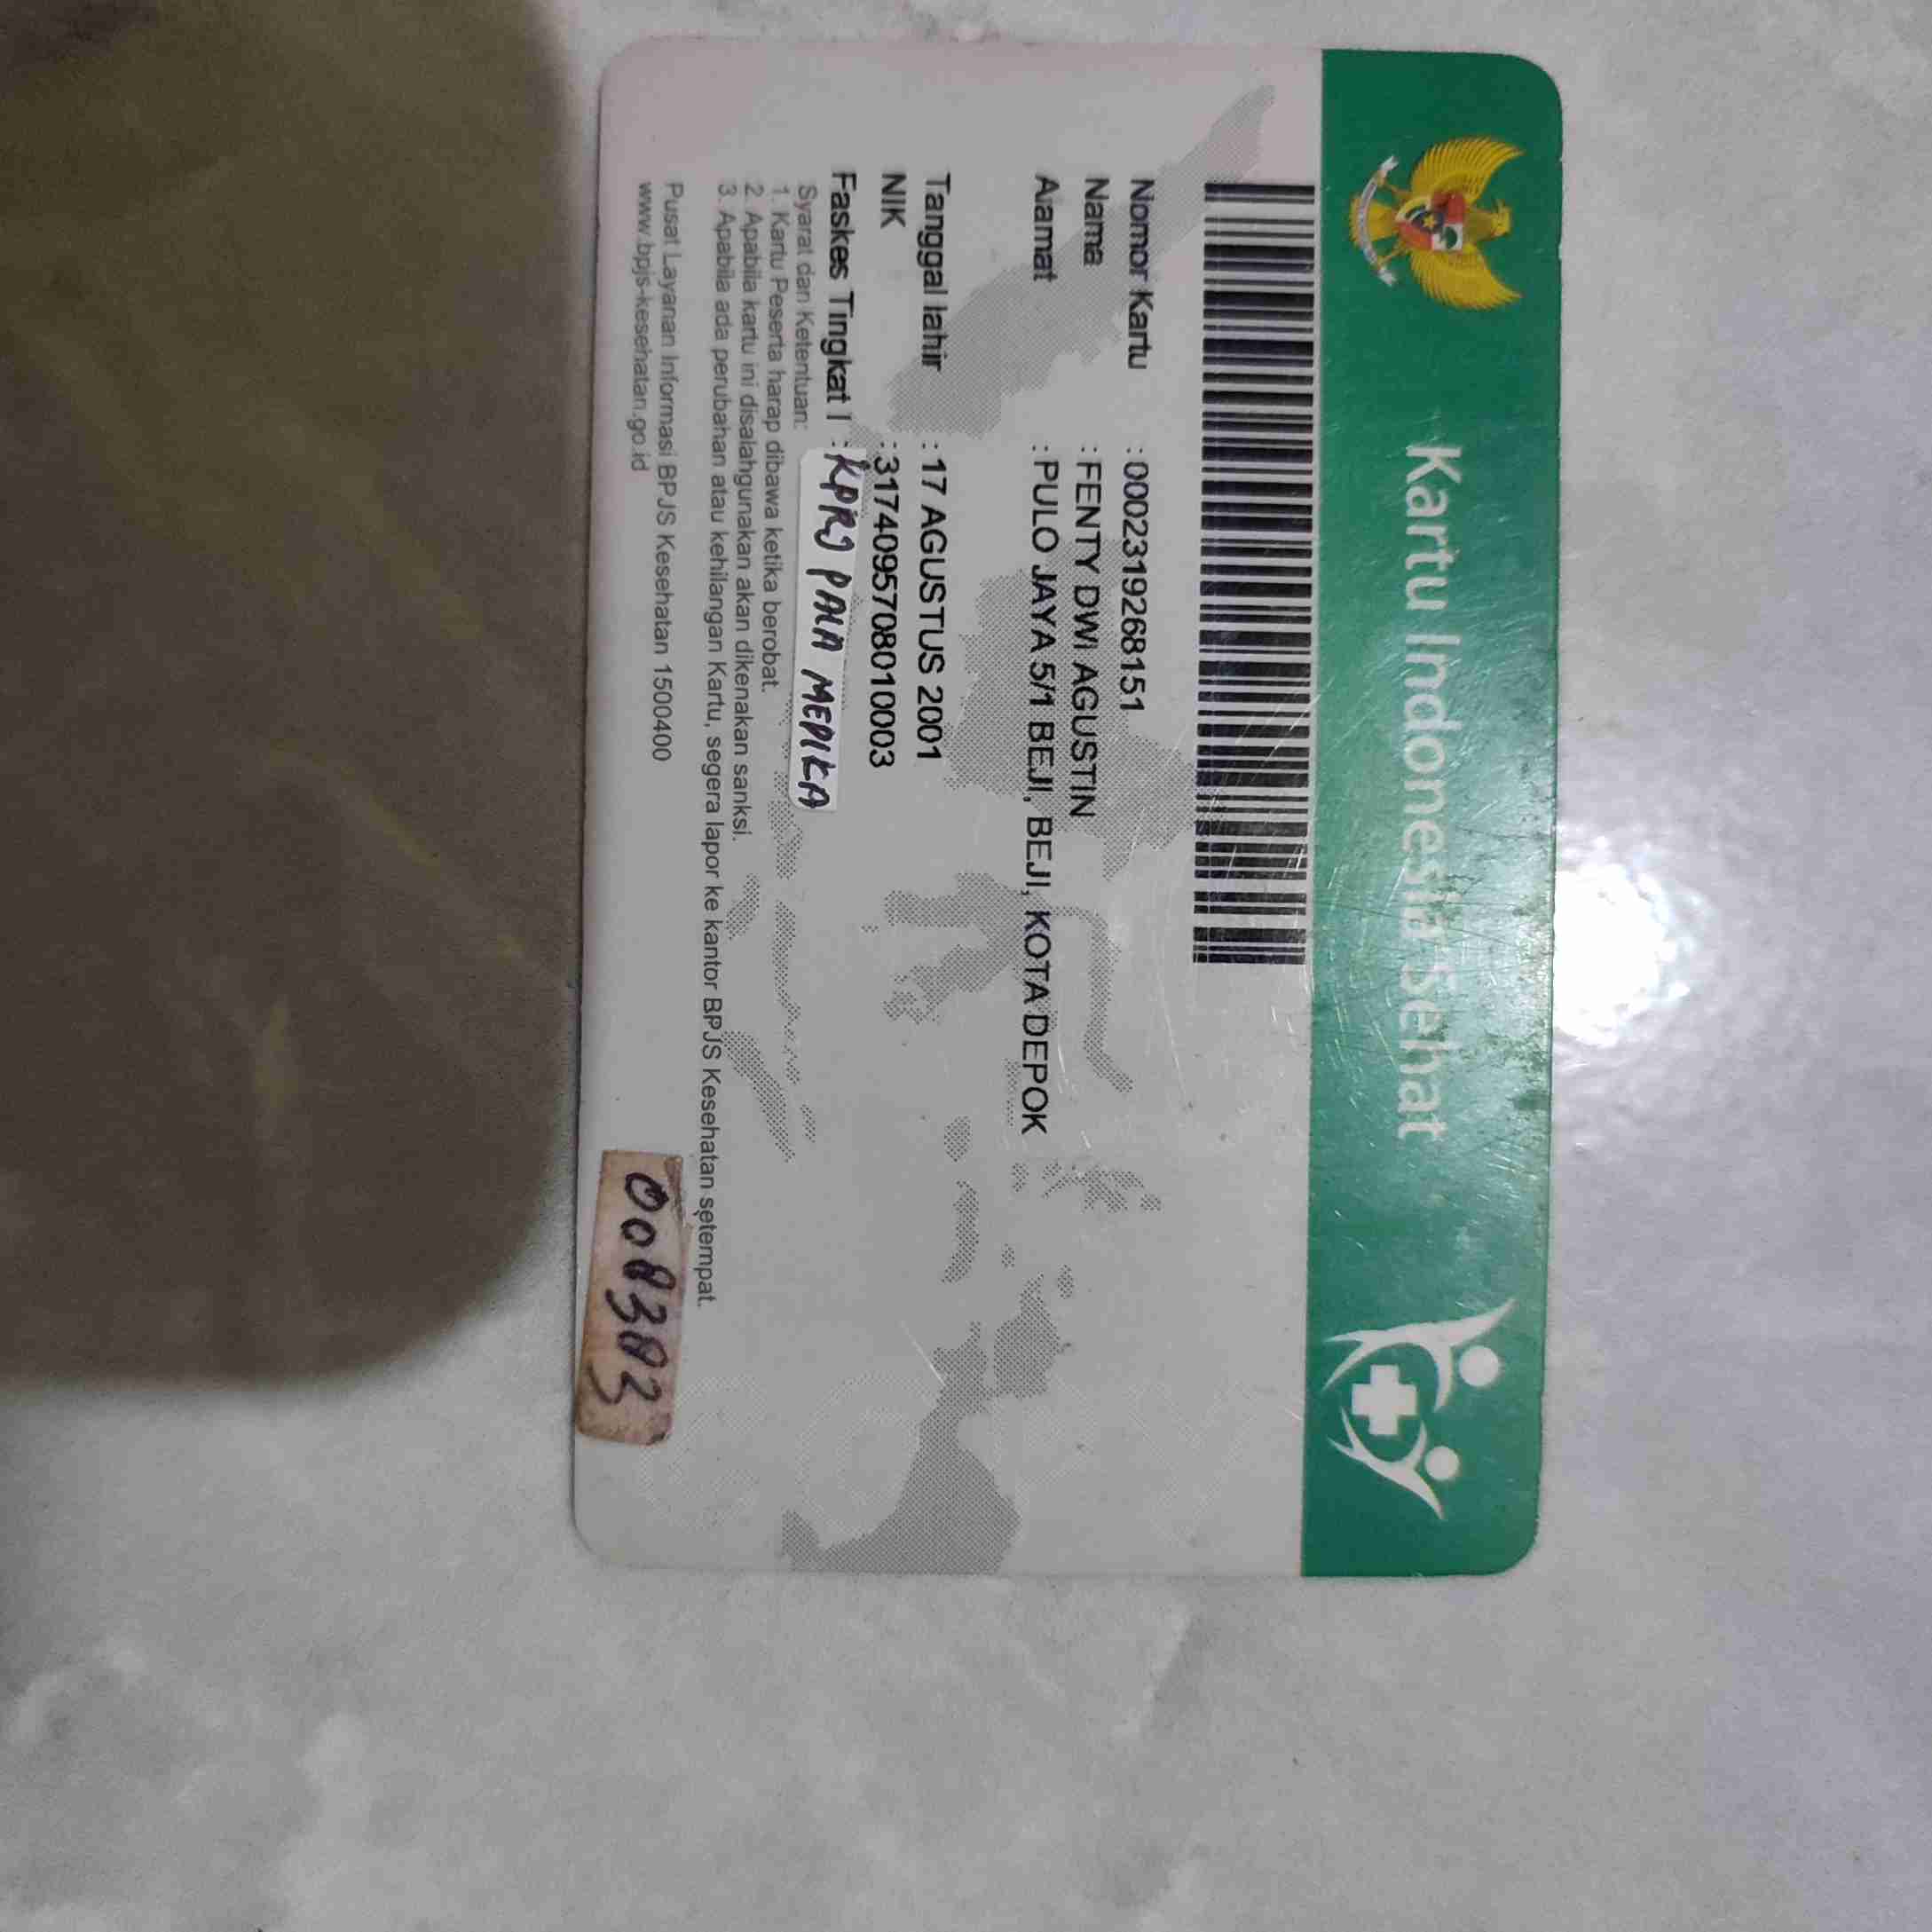 Kartu Indonesia Sehat
Nomor Kartu : 0002319268151
Nama : FENTY DWI AGUSTIN
Alamat : PULO JAYA 5/1 BEJI, BEJI, KOTA DEPOK
Tanggal lahir : 17 AGUSTUS 2001
NIK : 3174095708010003
Faskes Tingkat I : KPRJ PMA MEDIKA
Syarat dan Ketentuan:
1. Kartu Peserta harap dibawa ketika berobat.
2. Apabila kartu ini disalahgunakan akan dikenakan sanksi.
3. Apabila ada perubahan atau kehilangan Kartu, segera lapor ke kantor BPJS Kesehatan setempat.
Pusat Layanan Informasi BPJS Kesehatan 1500400
www.bpjs-kesehatan.go.id
008383